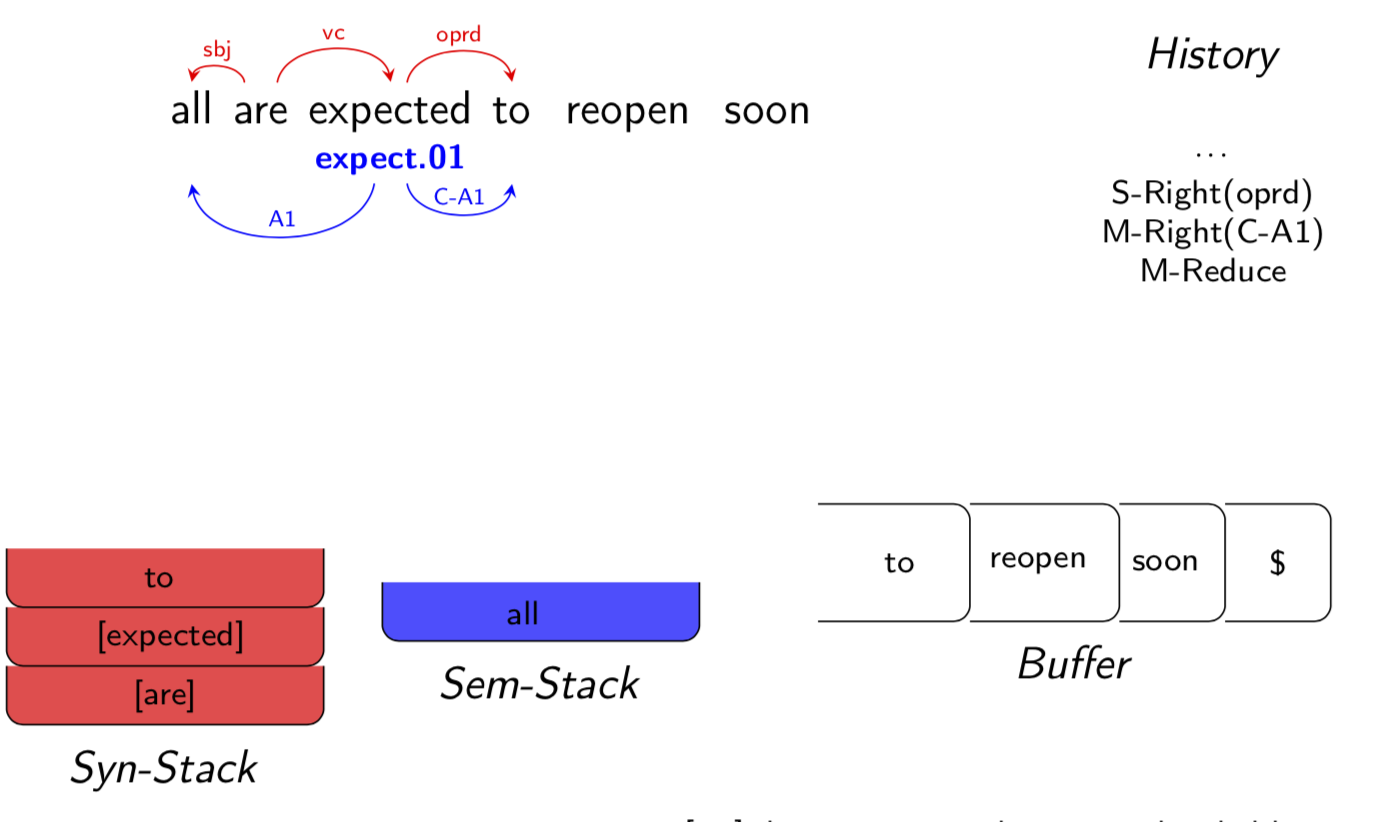 sbj vc oprd
all are expected to reopen soon
expect.01
A1 C-A1
History
...
S-Right(oprd)
M-Right(C-A1)
M-Reduce
to
[expected]
[are]
Syn-Stack
all
Sem-Stack
to reopen soon $
Buffer